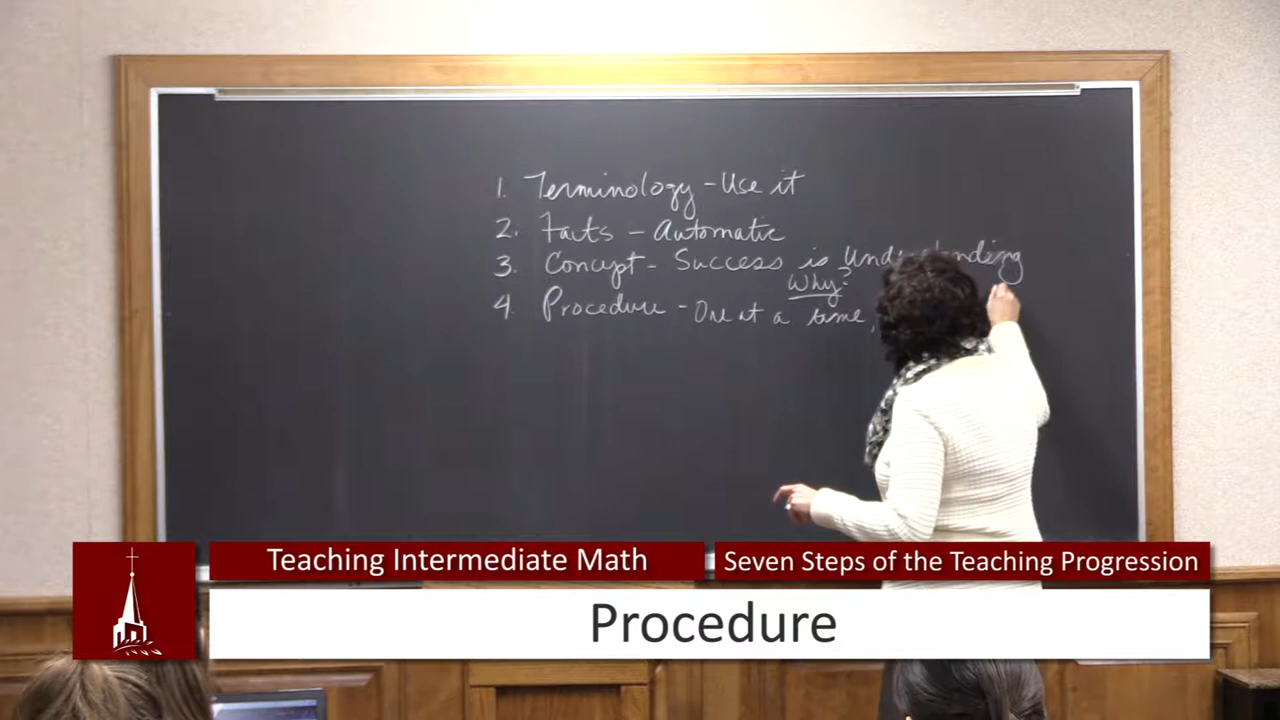 1. Terminology - Use it
2. Facts - Automatic
3. Concept - Success is Understanding
Why?
4. Procedure - One at a time,
Teaching Intermediate Math
Seven Steps of the Teaching Progression
Procedure